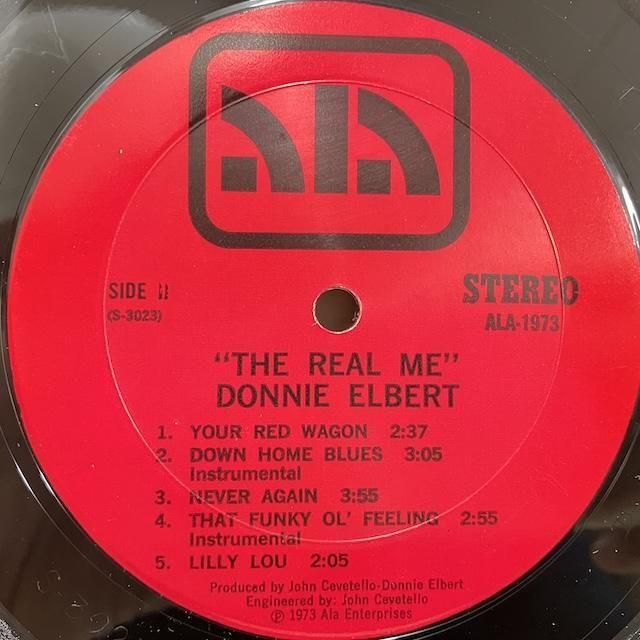 ala
SIDE II
(S-3023)
STEREO
ALA-1973
"THE REAL ME"
DONNIE ELBERT
1. YOUR RED WAGON 2:37
2. DOWN HOME BLUES 3:05
Instrumental
3. NEVER AGAIN 3:55
4. THAT FUNKY OL' FEELING 2:55
Instrumental
5. LILLY LOU 2:05
Produced by John Cevetello-Donnie Elbert
Engineered by: John Cevetello
Ⓟ 1973 Ala Enterprises